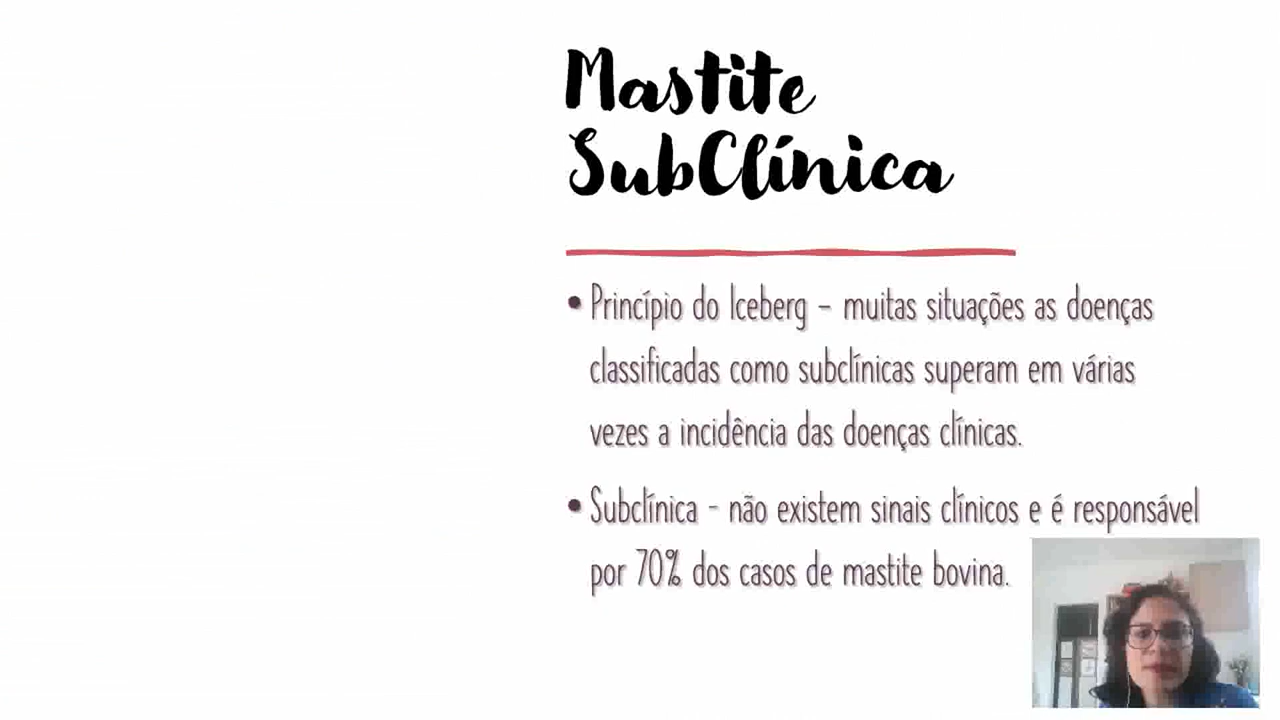 Mastite
SubClínica
• Princípio do Iceberg – muitas situações as doenças
classificadas como subclínicas superam em várias
vezes a incidência das doenças clínicas.
• Subclínica - não existem sinais clínicos e é responsável
por 70% dos casos de mastite bovina.